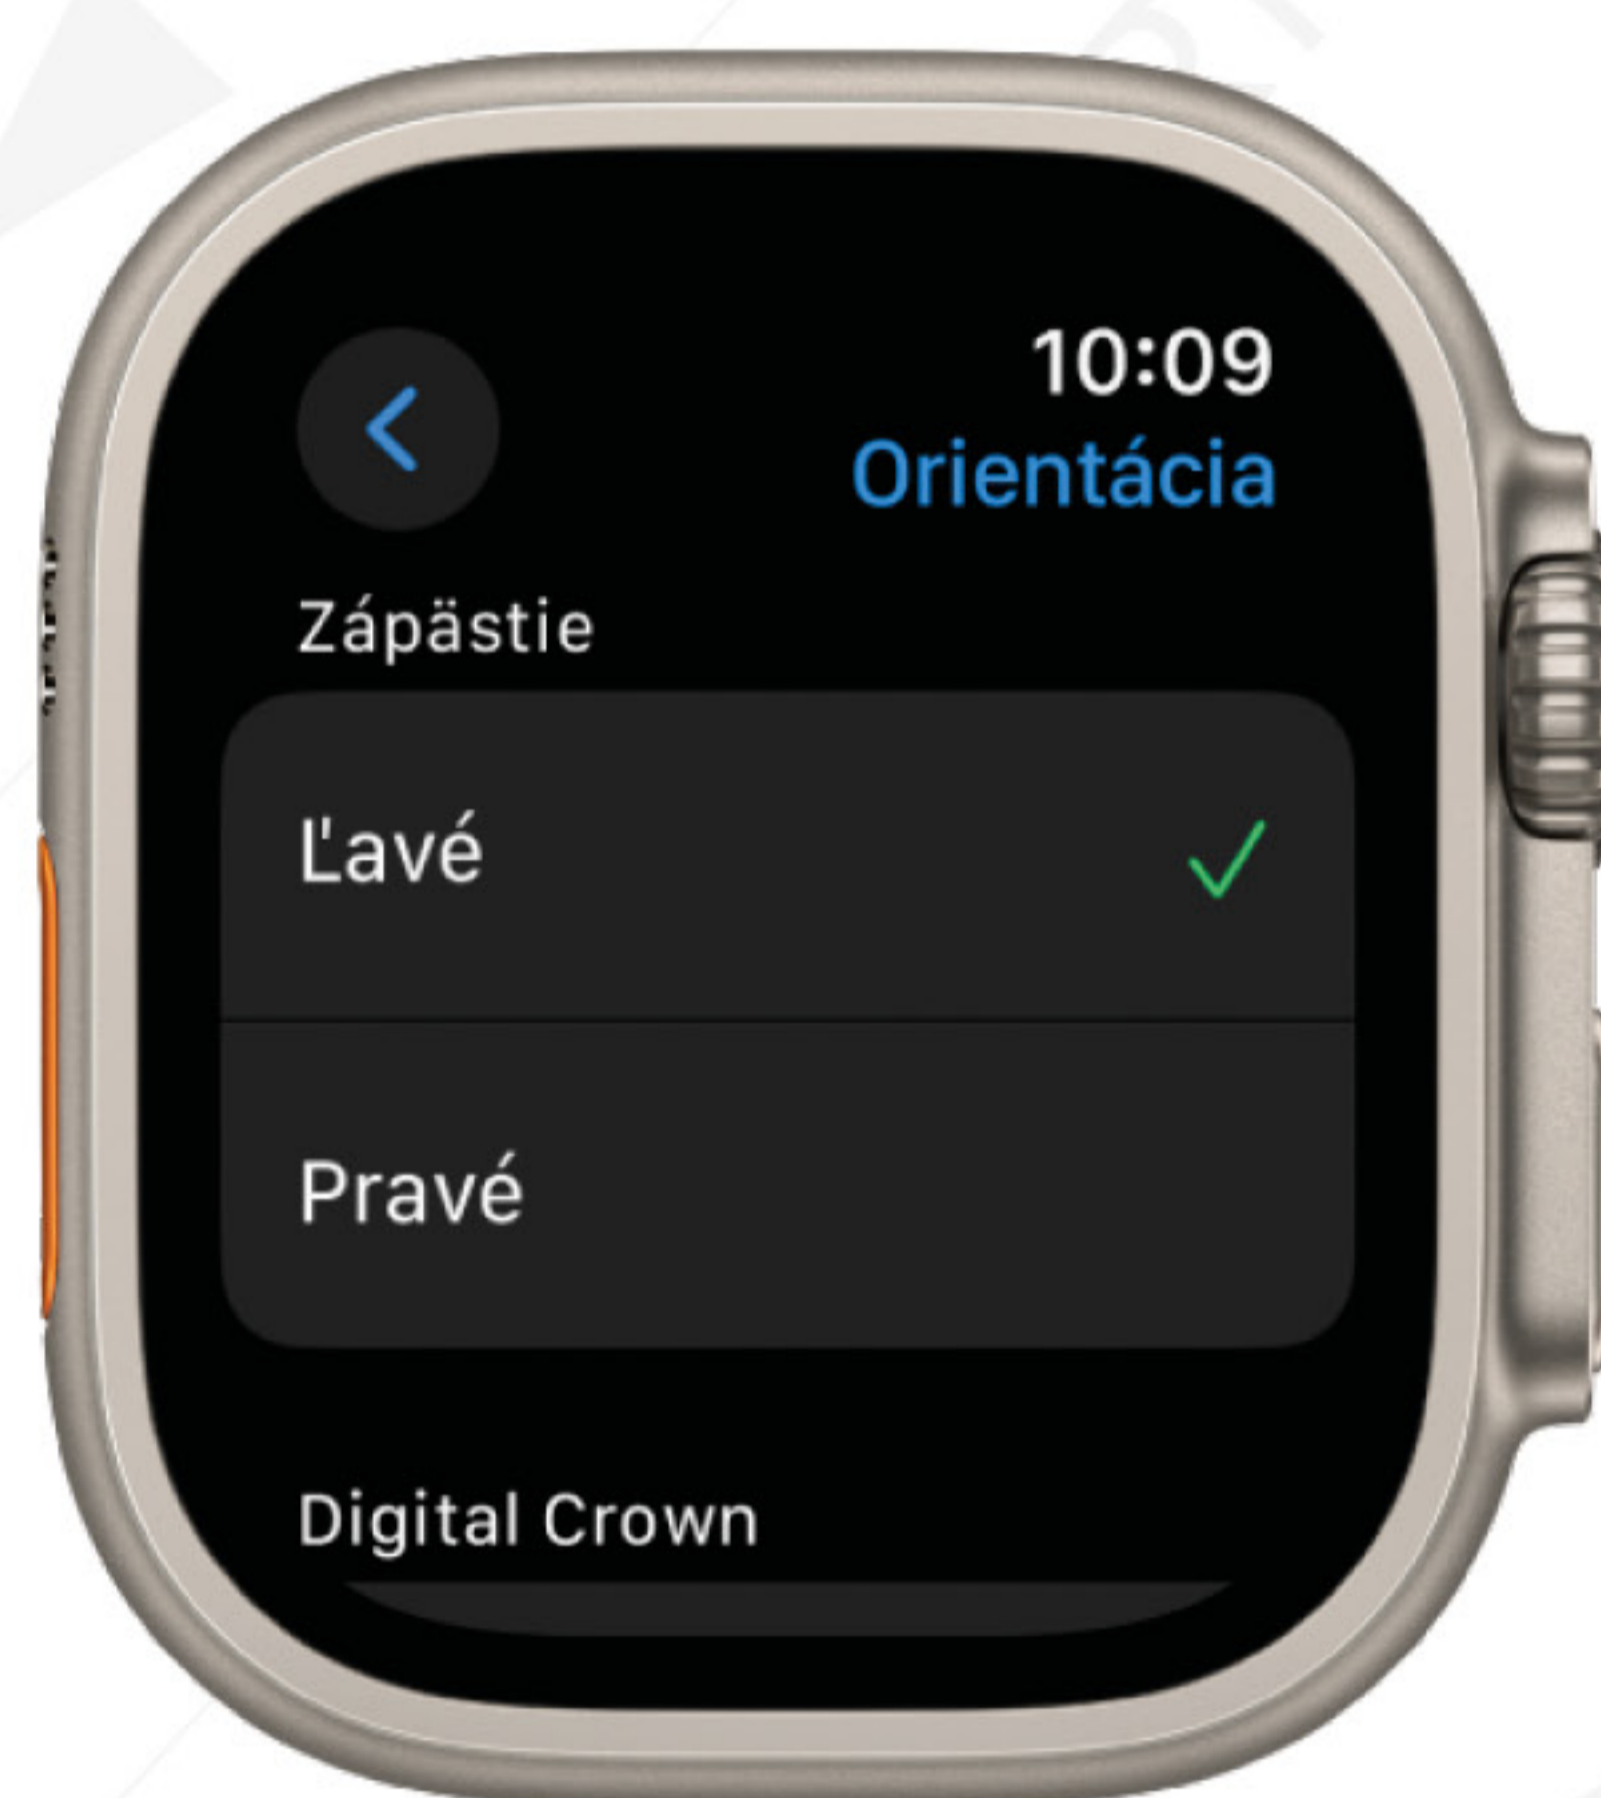 10:09
Orientácia
Zápästie
Ľavé
Pravé
Digital Crown